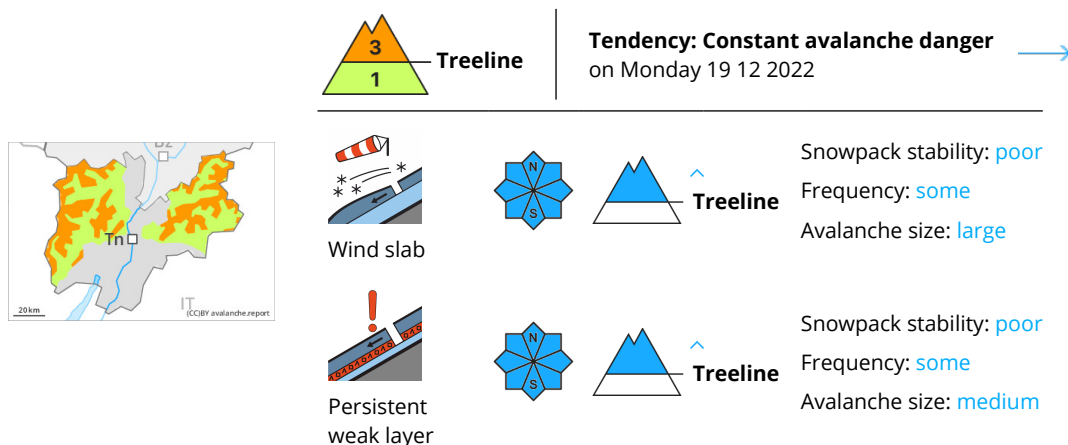 3
1
Treeline
Tendency: Constant avalanche danger
on Monday 19 12 2022
BZ
Tn
IT
20 km
(CC)BY avalanche.report
Wind slab
N
S
Treeline
Snowpack stability: poor
Frequency: some
Avalanche size: large
Persistent
weak layer
N
S
Treeline
Snowpack stability: poor
Frequency: some
Avalanche size: medium